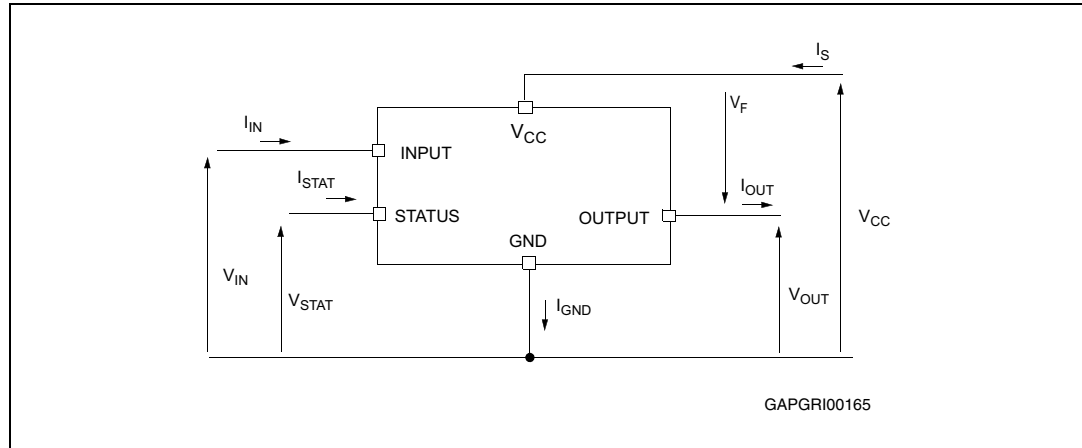 I_S
V_F
I_IN
V_CC
INPUT
I_STAT
I_OUT
STATUS
OUTPUT
V_CC
GND
V_IN
V_STAT
I_GND
V_OUT
GAPGRI00165